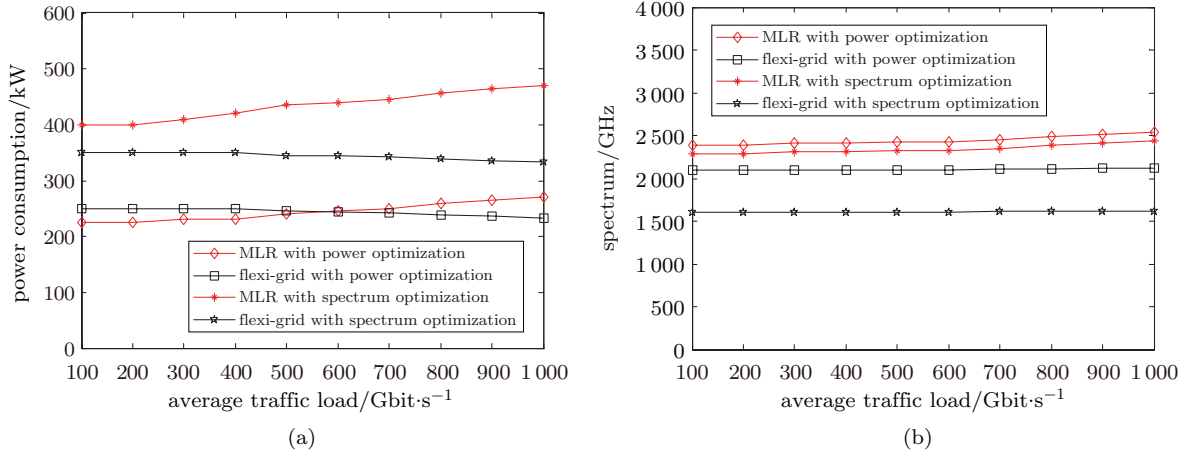 power consumption/kW
600
500
400
300
200
100
0
MLR with power optimization
flexi-grid with power optimization
MLR with spectrum optimization
flexi-grid with spectrum optimization
100 200 300 400 500 600 700 800 900 1 000
average traffic load/Gbit·s⁻¹
(a)
spectrum/GHz
4 000
3 500
3 000
2 500
2 000
1 500
1 000
500
0
MLR with power optimization
flexi-grid with power optimization
MLR with spectrum optimization
flexi-grid with spectrum optimization
100 200 300 400 500 600 700 800 900 1 000
average traffic load/Gbit·s⁻¹
(b)